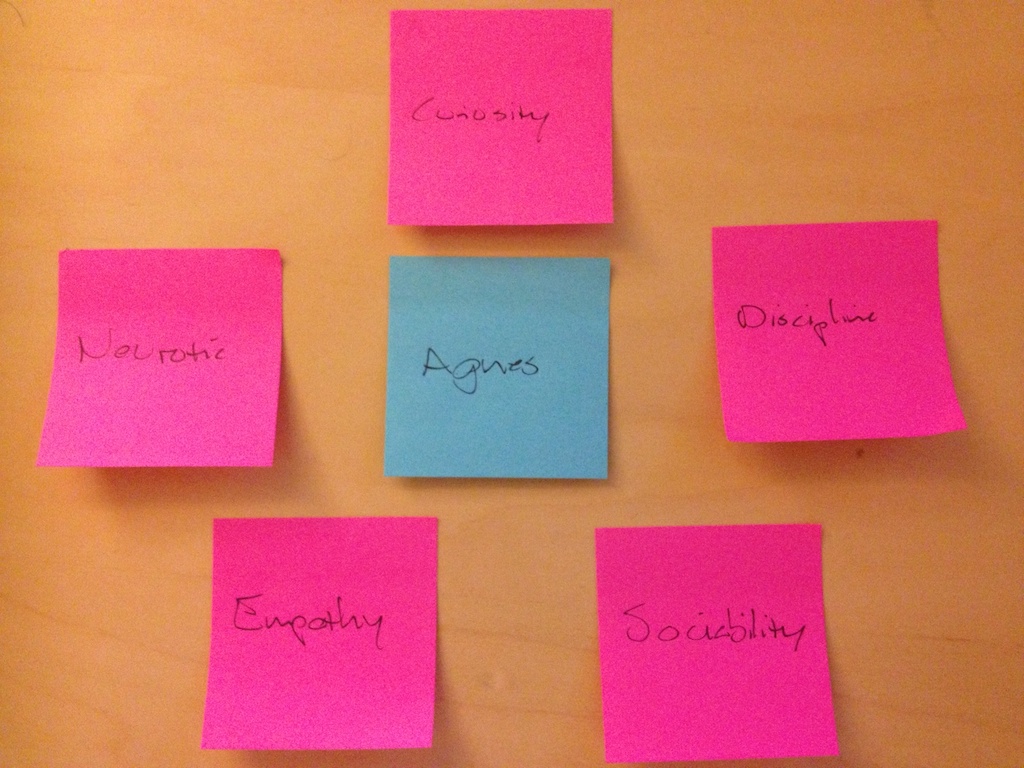 Curiosity
Neurotic
Agnes
Discipline
Empathy
Sociability